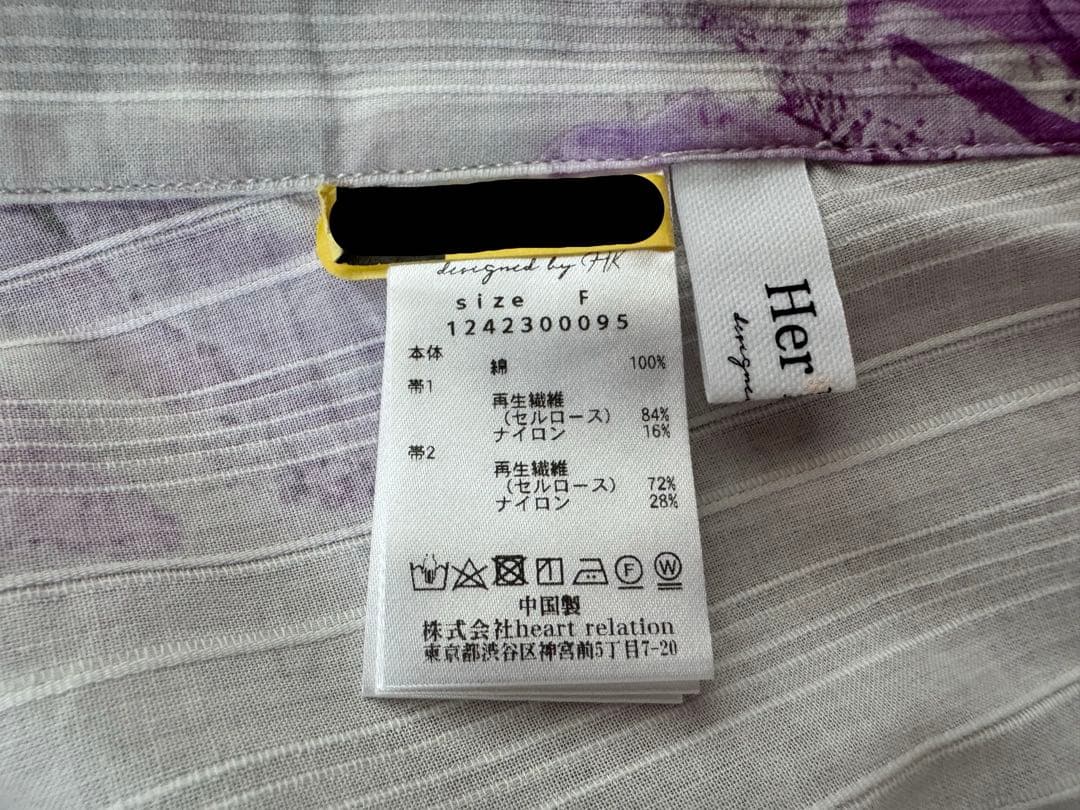 designed by HK
size F
1242300095
本体 綿 100%
帯1
再生繊維
(セルロース) 84%
ナイロン 16%
帯2
再生繊維
(セルロース) 72%
ナイロン 28%
F W
中国製
株式会社heart relation
東京都渋谷区神宮前5丁目7-20
Her